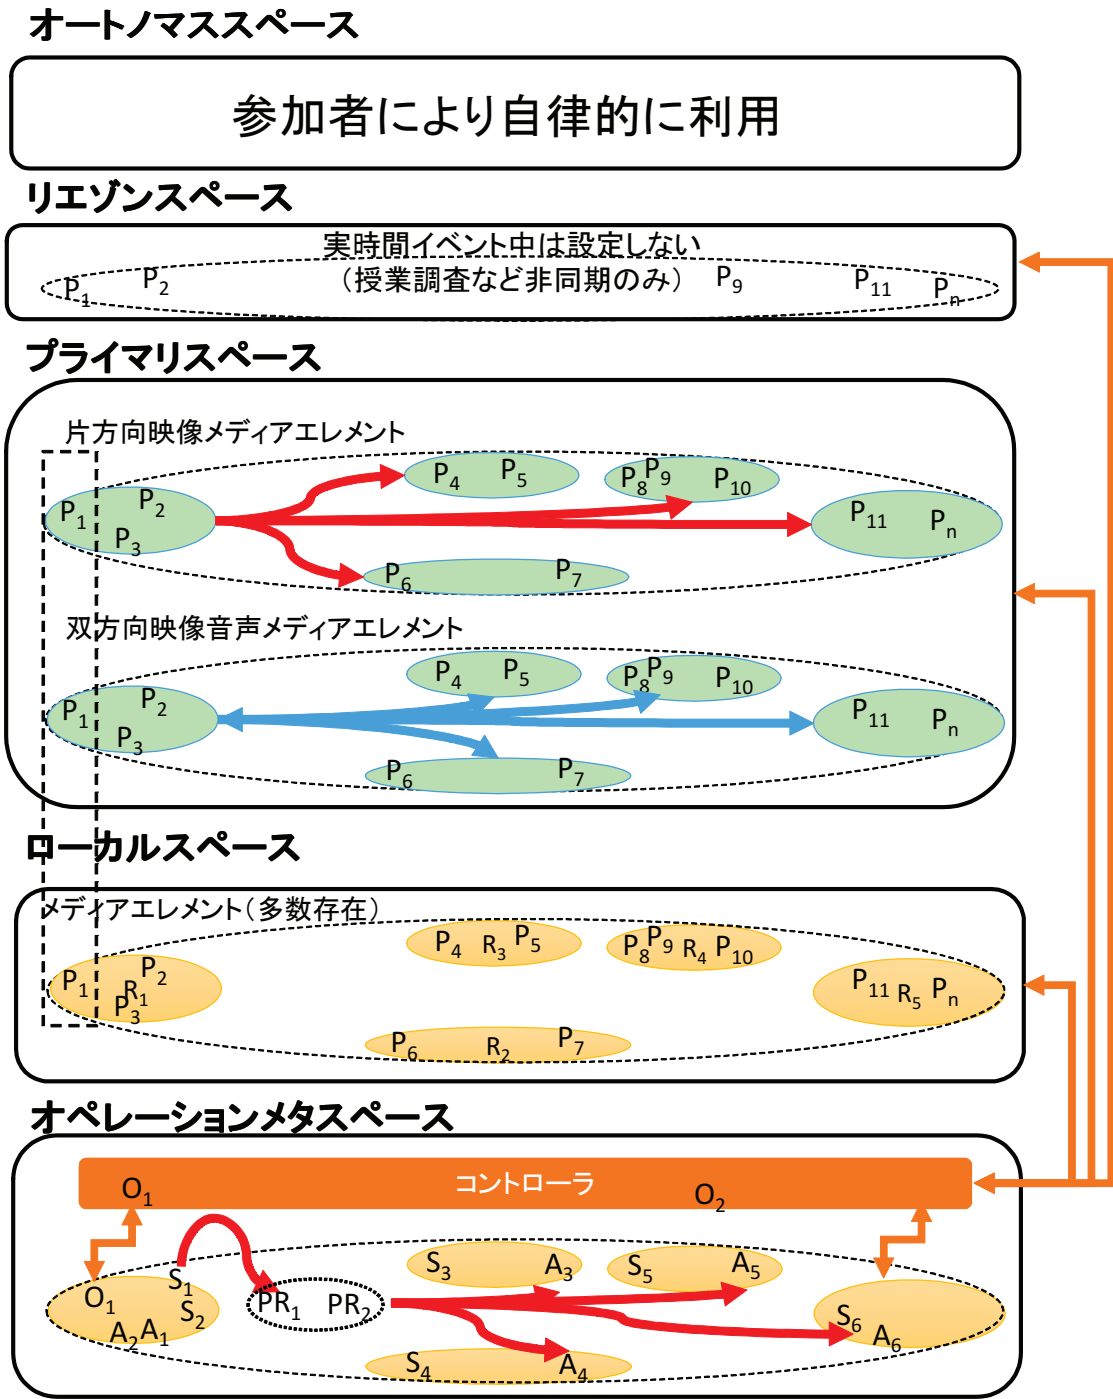 オートノマススペース
参加者により自律的に利用
リエゾンスペース
実時間イベント中は設定しない
（授業調査など非同期のみ）
P1 P2 P9 P11 Pn
プライマリスペース
片方向映像メディアエレメント
P1 P2 P3 P4 P5 P8 P9 P10 P11 Pn
P6 P7
双方向映像音声メディアエレメント
P1 P2 P3 P4 P5 P8 P9 P10 P11 Pn
P6 P7
ローカルスペース
メディアエレメント（多数存在）
P1 P2 R1 P3 P4 R3 P5 P8 P9 R4 P10 P11 R5 Pn
P6 R2 P7
オペレーションメタスペース
コントローラ
O1 O2
O1 S1 S2 A2 A1 PR1 PR2 S3 A3 S5 A5 S6 A6
S4 A4